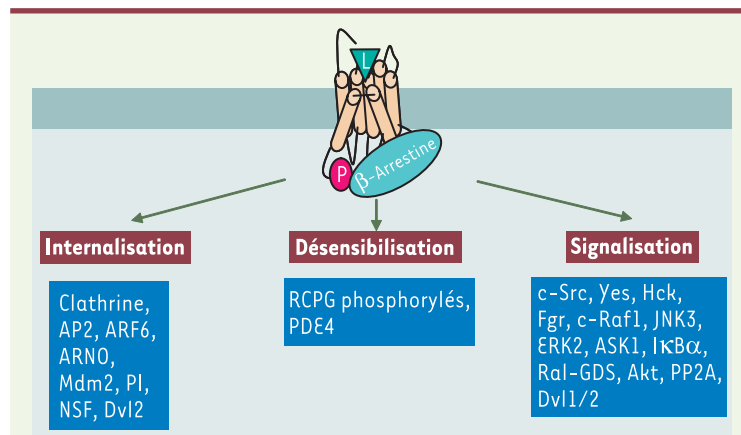 L
P
β-Arrestine
Internalisation
Désensibilisation
Signalisation
Clathrine,
AP2, ARF6,
ARNO,
Mdm2, PI,
NSF, Dvl2
RCPG phosphorylés,
PDE4
c-Src, Yes, Hck,
Fgr, c-Raf1, JNK3,
ERK2, ASK1, IκBα,
Ral-GDS, Akt, PP2A,
Dvl1/2